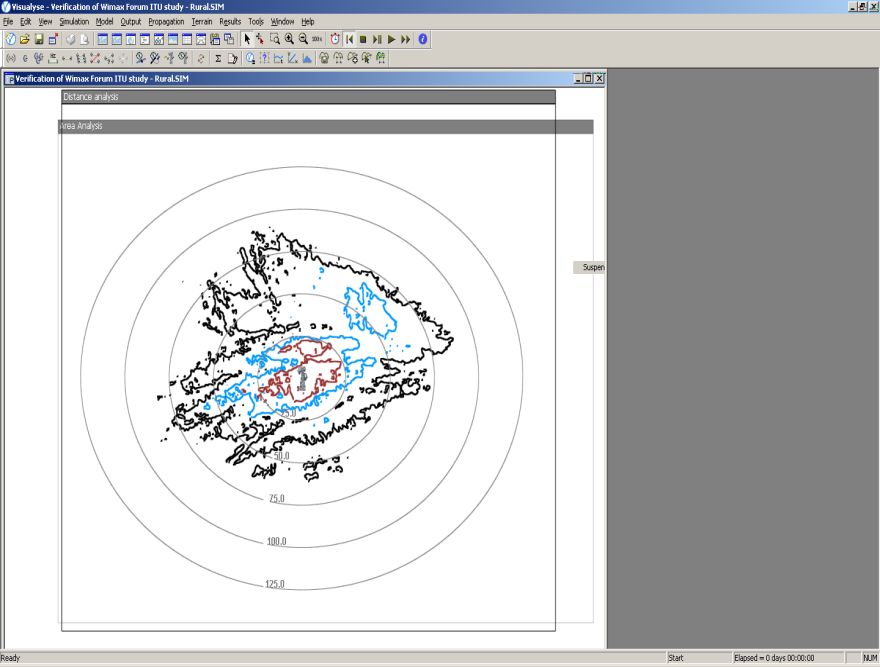 Visualyse - Verification of Wimax Forum ITU study - Rural.SIM
File Edit View Simulation Model Output Propagation Terrain Results Tools Window Help
100%
Verification of Wimax Forum ITU study - Rural.SIM
Distance analysis
Area Analysis
Suspen
25.0
50.0
75.0
100.0
125.0
Ready Start Elapsed = 0 days 00:00:00 NUM